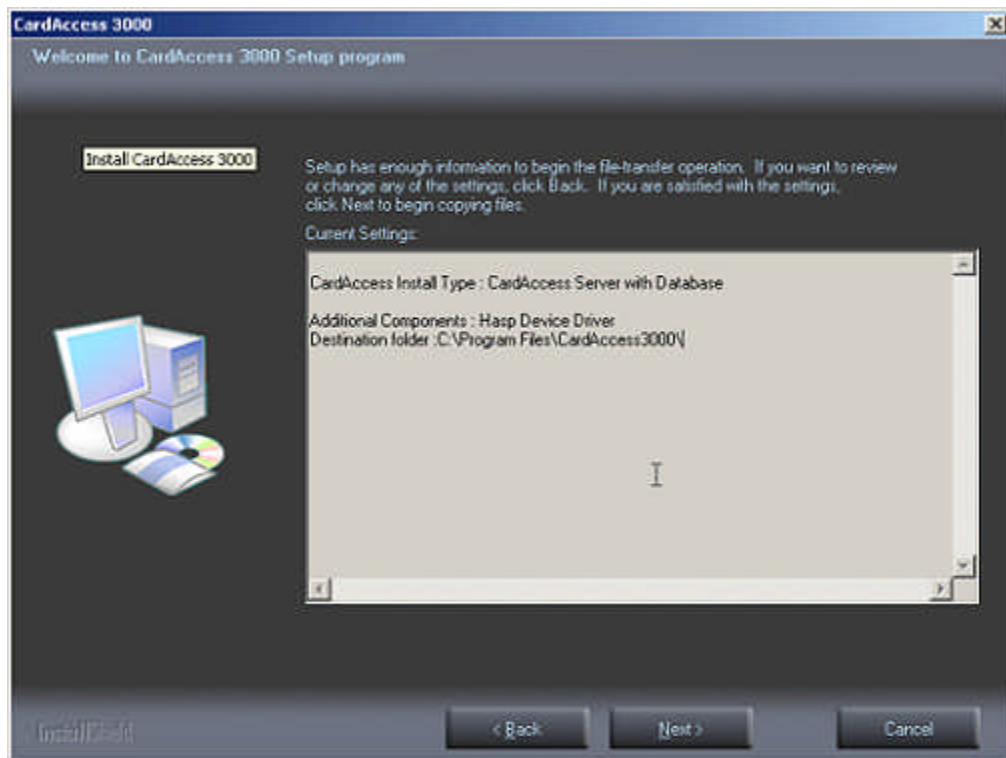 CardAccess 3000
Welcome to CardAccess 3000 Setup program
Install CardAccess 3000
Setup has enough information to begin the file-transfer operation. If you want to review
or change any of the settings, click Back. If you are satisfied with the settings,
click Next to begin copying files.
Current Settings:
CardAccess Install Type : CardAccess Server with Database
Additional Components : Hasp Device Driver
Destination folder :C:\Program Files\CardAccess3000\
InstallShield
< Back
Next >
Cancel